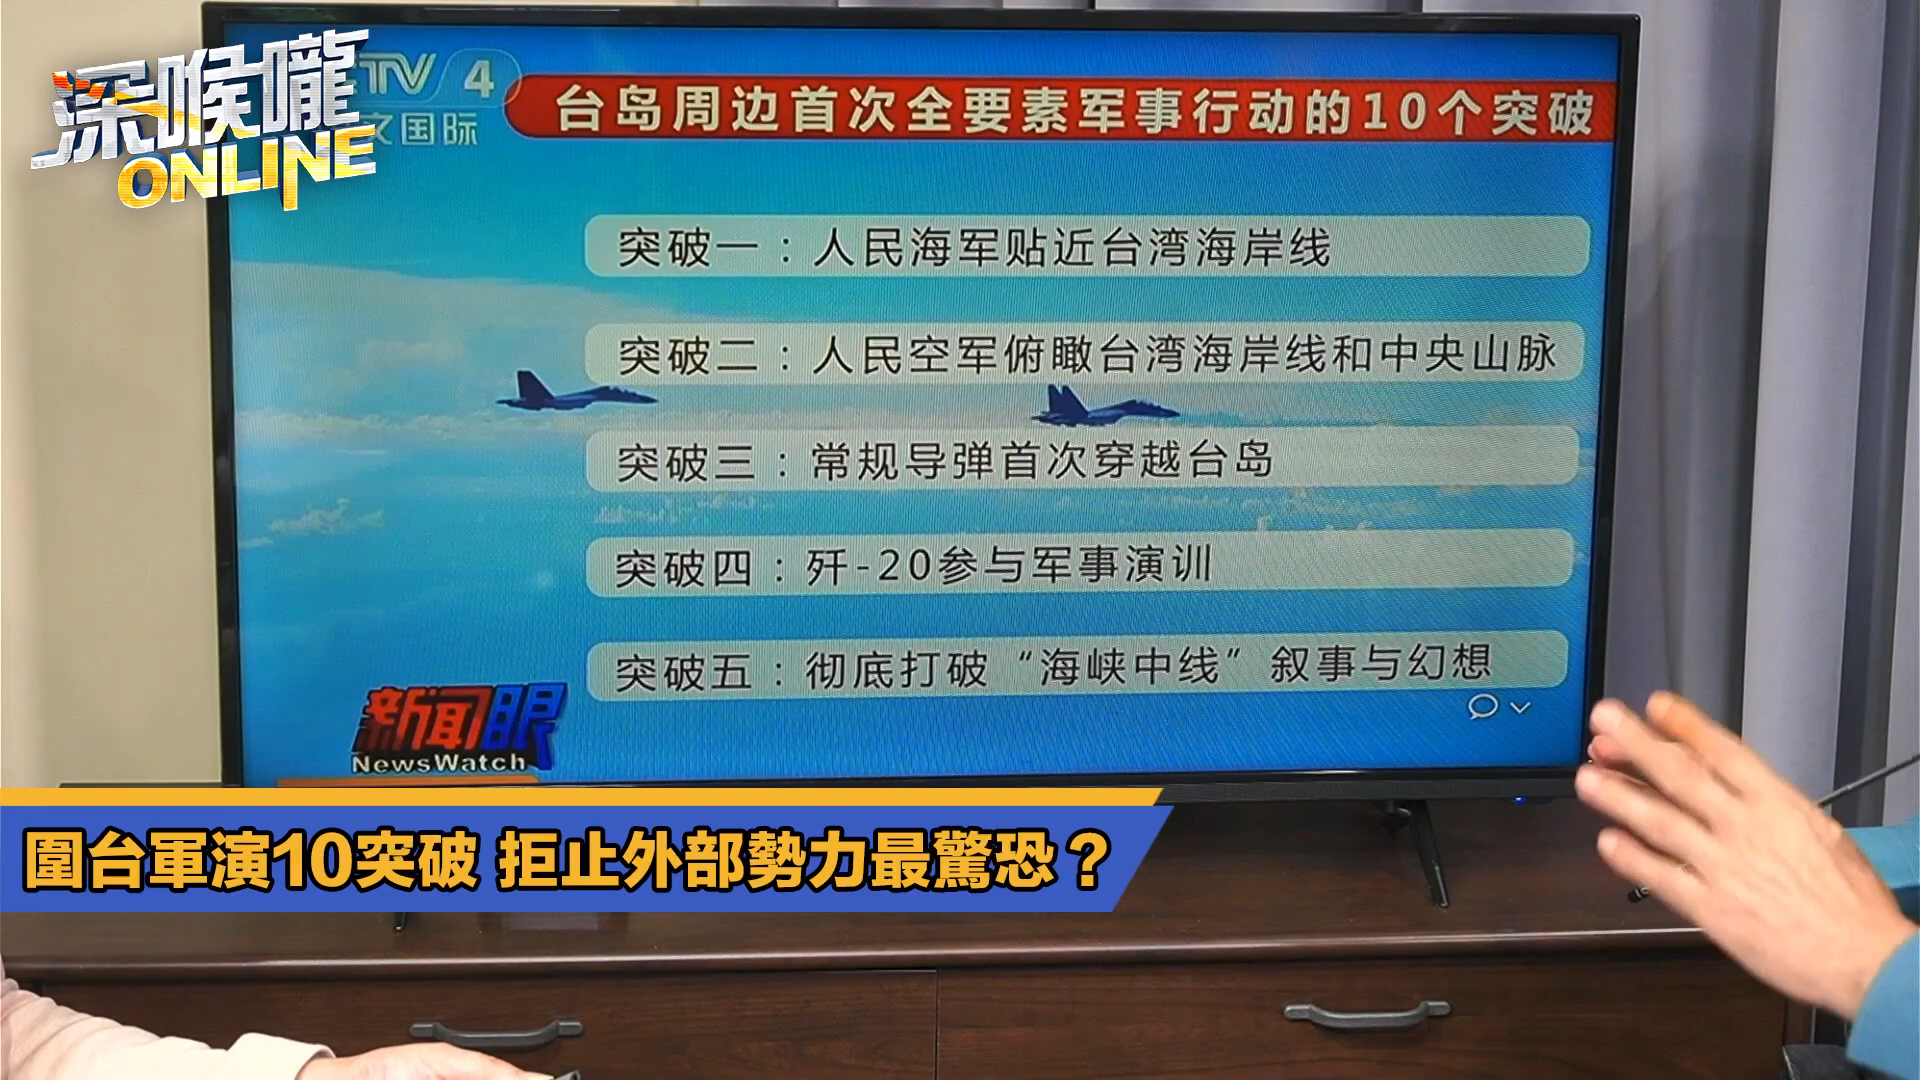 深喉嚨
ONLINE
TV 4
文国际
台岛周边首次全要素军事行动的10个突破
突破一：人民海军贴近台湾海岸线
突破二：人民空军俯瞰台湾海岸线和中央山脉
突破三：常规导弹首次穿越台岛
突破四：歼-20参与军事演训
突破五：彻底打破“海峡中线”叙事与幻想
新闻眼
NewsWatch
圍台軍演10突破 拒止外部勢力最驚恐？